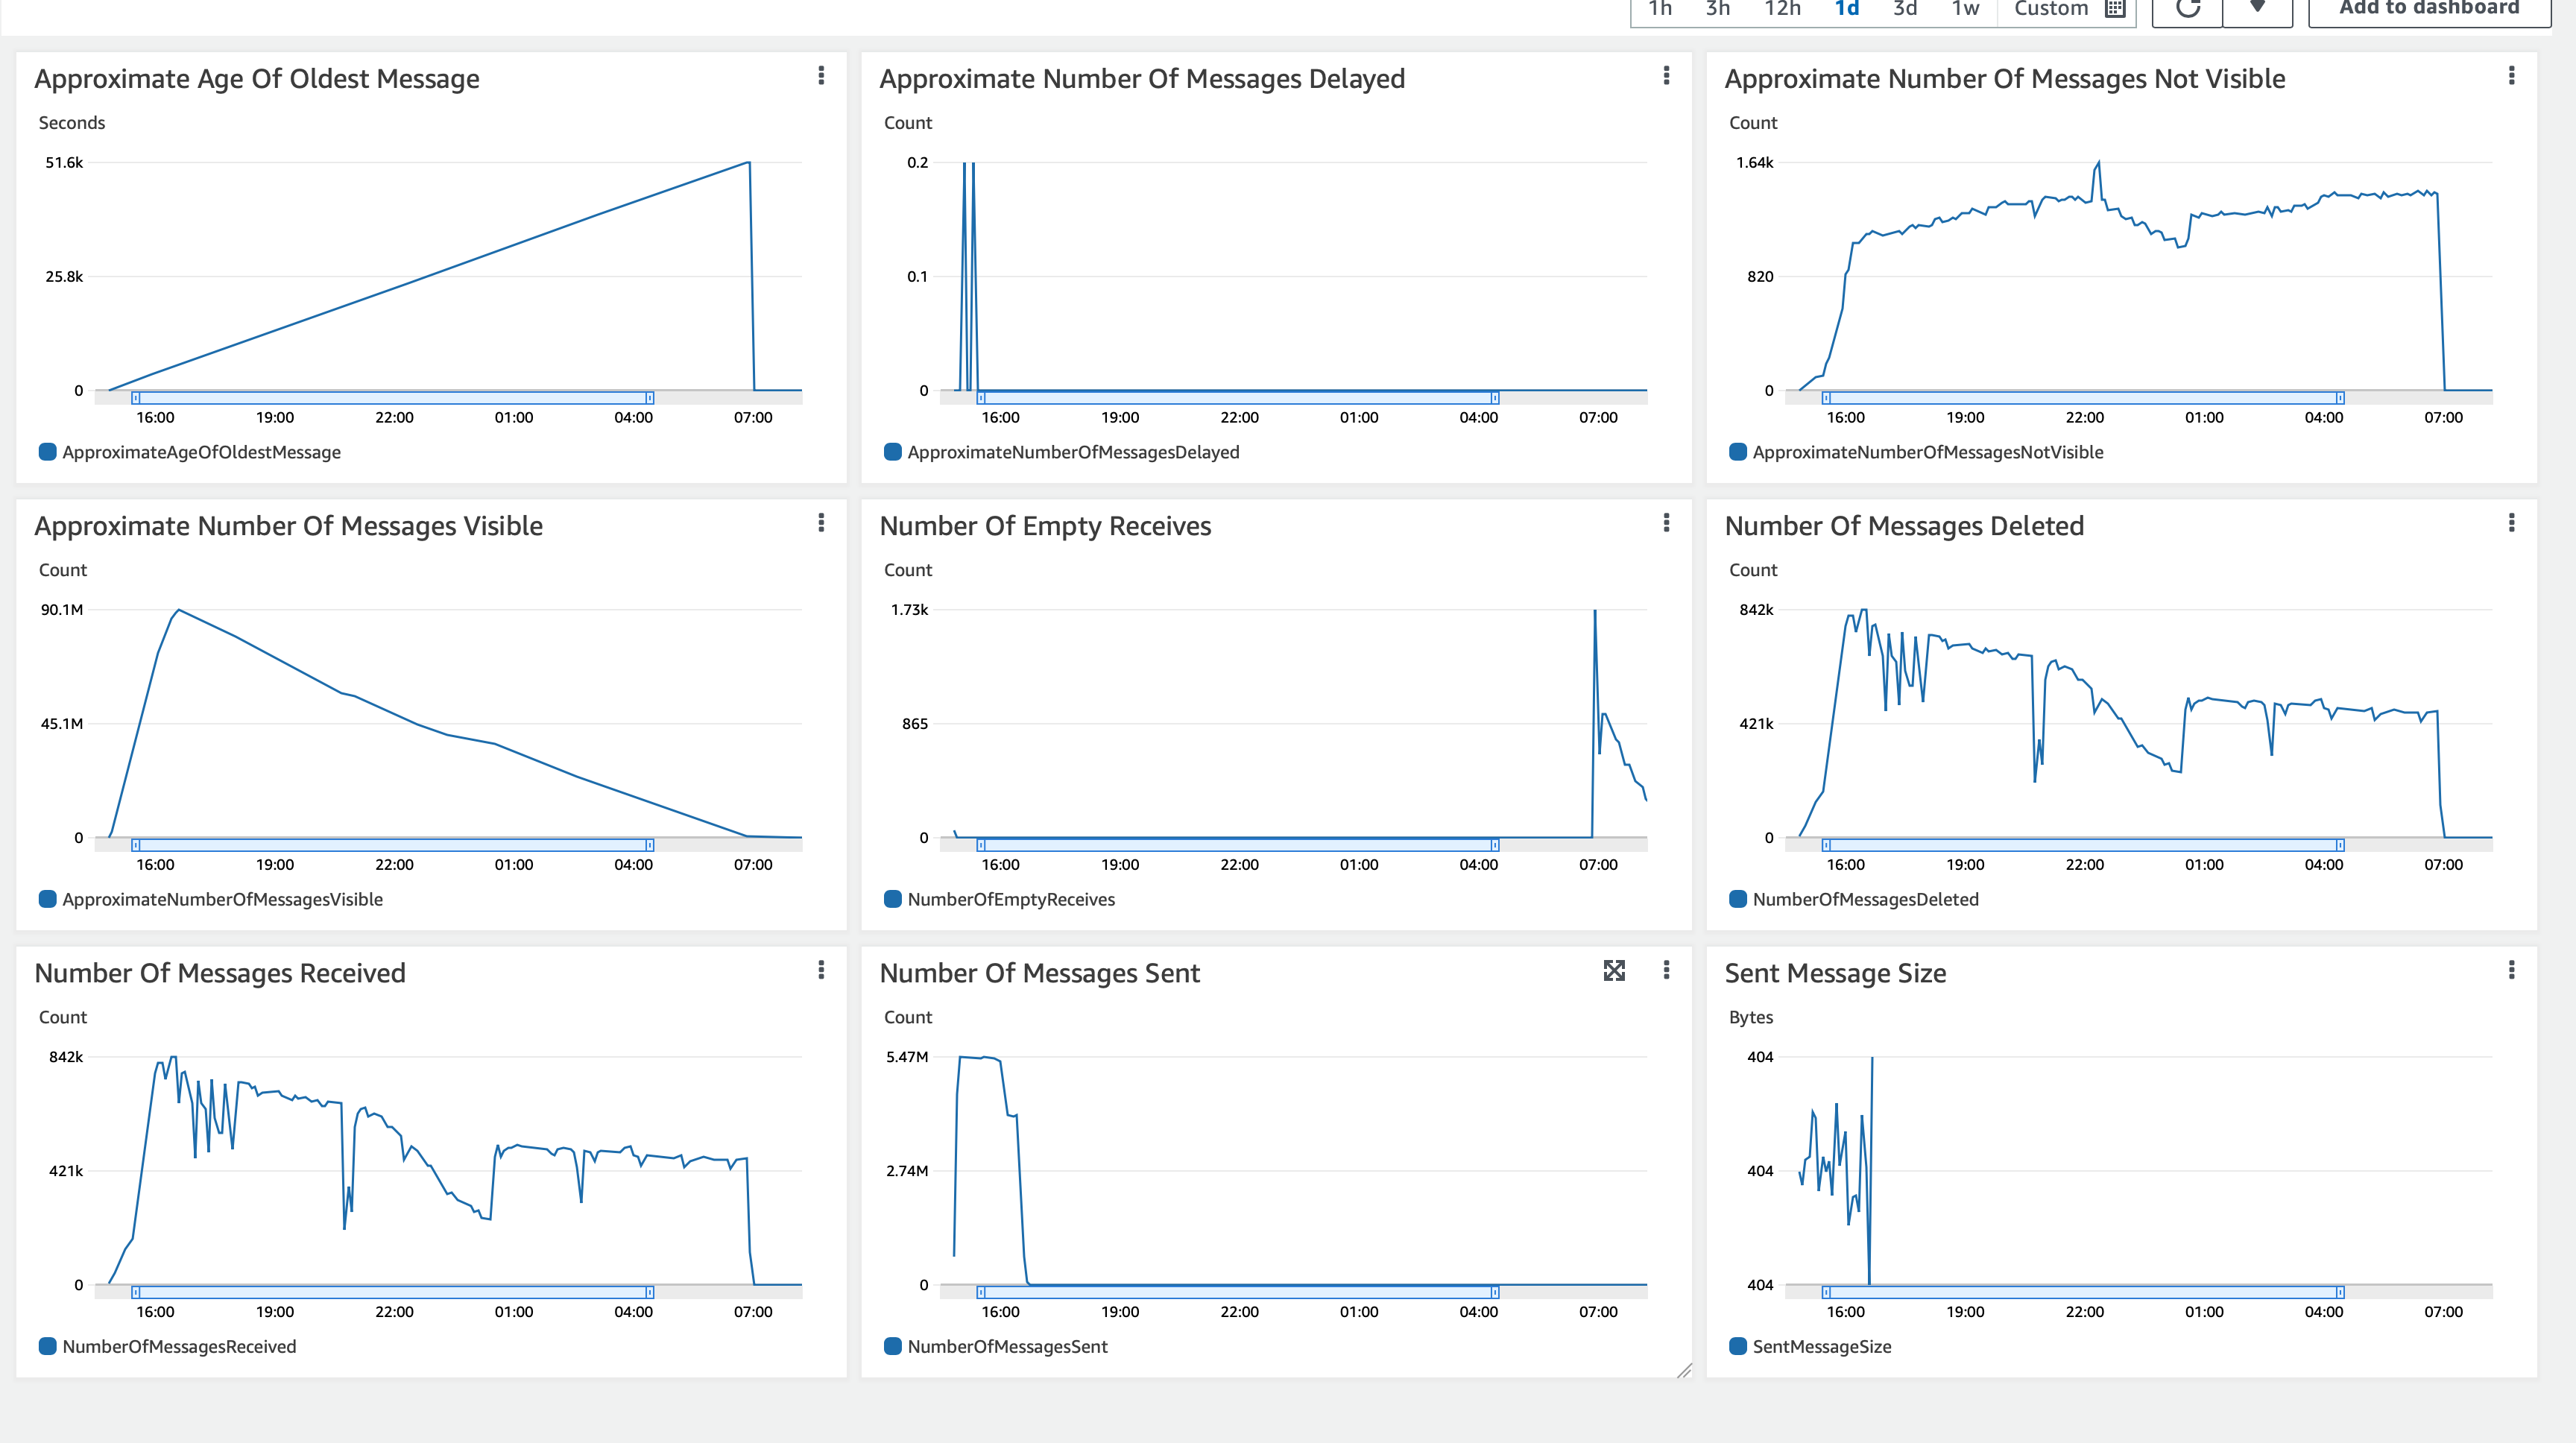 1h 3h 12h 1d 3d 1w Custom Add to dashboard
Approximate Age Of Oldest Message
Seconds
51.6k
25.8k
0
16:00 19:00 22:00 01:00 04:00 07:00
ApproximateAgeOfOldestMessage
Approximate Number Of Messages Delayed
Count
0.2
0.1
0
16:00 19:00 22:00 01:00 04:00 07:00
ApproximateNumberOfMessagesDelayed
Approximate Number Of Messages Not Visible
Count
1.64k
820
0
16:00 19:00 22:00 01:00 04:00 07:00
ApproximateNumberOfMessagesNotVisible
Approximate Number Of Messages Visible
Count
90.1M
45.1M
0
16:00 19:00 22:00 01:00 04:00 07:00
ApproximateNumberOfMessagesVisible
Number Of Empty Receives
Count
1.73k
865
0
16:00 19:00 22:00 01:00 04:00 07:00
NumberOfEmptyReceives
Number Of Messages Deleted
Count
842k
421k
0
16:00 19:00 22:00 01:00 04:00 07:00
NumberOfMessagesDeleted
Number Of Messages Received
Count
842k
421k
0
16:00 19:00 22:00 01:00 04:00 07:00
NumberOfMessagesReceived
Number Of Messages Sent
Count
5.47M
2.74M
0
16:00 19:00 22:00 01:00 04:00 07:00
NumberOfMessagesSent
Sent Message Size
Bytes
404
404
404
16:00 19:00 22:00 01:00 04:00 07:00
SentMessageSize